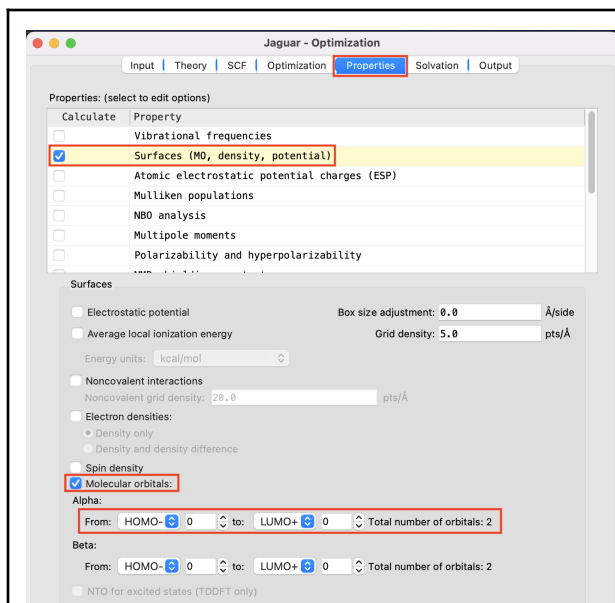 Jaguar - Optimization
Input Theory SCF Optimization Properties Solvation Output
Properties: (select to edit options)
Calculate Property
Vibrational frequencies
Surfaces (MO, density, potential)
Atomic electrostatic potential charges (ESP)
Mulliken populations
NBO analysis
Multipole moments
Polarizability and hyperpolarizability
Surfaces
Electrostatic potential Box size adjustment: 0.0 Å/side
Average local ionization energy Grid density: 5.0 pts/Å
Energy units: kcal/mol
Noncovalent interactions
Noncovalent grid density: 20.0 pts/Å
Electron densities:
Density only
Density and density difference
Spin density
Molecular orbitals:
Alpha:
From: HOMO- 0 to: LUMO+ 0 Total number of orbitals: 2
Beta:
From: HOMO- 0 to: LUMO+ 0 Total number of orbitals: 2
NTO for excited states (TDDFT only)